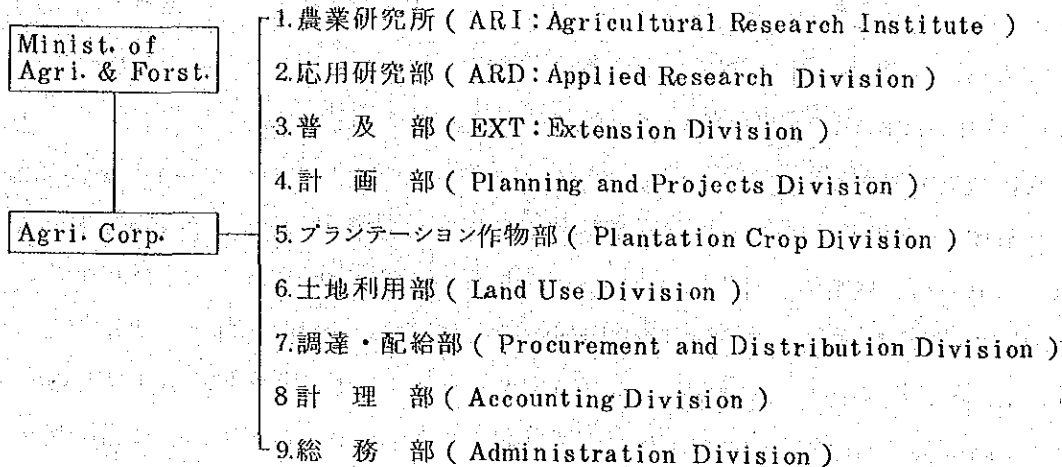 Minist. of
Agri. & Forst.
Agri. Corp.
1.農業研究所 ( ARI:Agricultural Research Institute )
2.応用研究部 ( ARD:Applied Research Division )
3.普 及 部 ( EXT:Extension Division )
4.計 画 部 ( Planning and Projects Division )
5.プランテーション作物部 ( Plantation Crop Division )
6.土地利用部 ( Land Use Division )
7.調達・配給部 ( Procurement and Distribution Division )
8計 理 部 ( Accounting Division )
9.総 務 部 ( Administration Division )